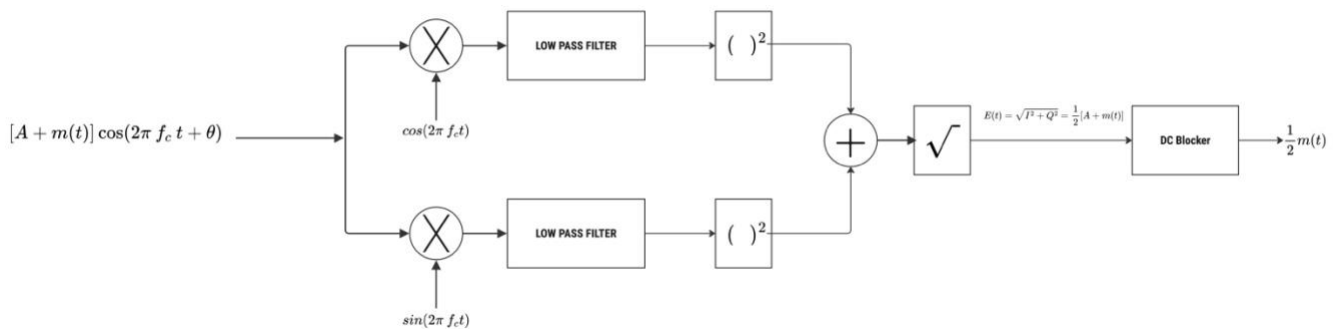 LOW PASS FILTER
( )²
cos(2π f_c t)
[A + m(t)] cos(2π f_c t + θ)
E(t) = √(I² + Q²) = 1/2 [A + m(t)]
+
√
DC Blocker
1/2 m(t)
LOW PASS FILTER
( )²
sin(2π f_c t)